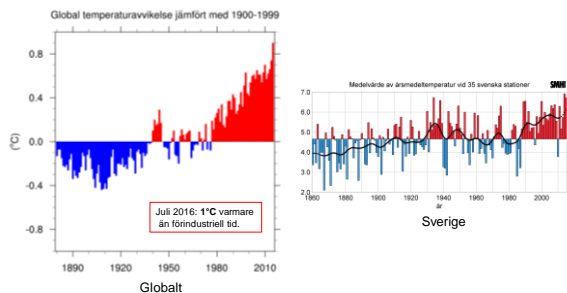 Global temperaturavvikelse jämfört med 1900-1999
0.8
0.4
0.0
-0.4
-0.8
(°C)
Juli 2016: 1°C varmare
än förindustriell tid.
1890 1920 1950 1980 2010
Globalt
Medelvärde av årsmedeltemperatur vid 35 svenska stationer
SMHI
7.0
6.0
5.0
4.0
3.0
2.0
1860 1880 1900 1920 1940 1960 1980 2000
år
Sverige